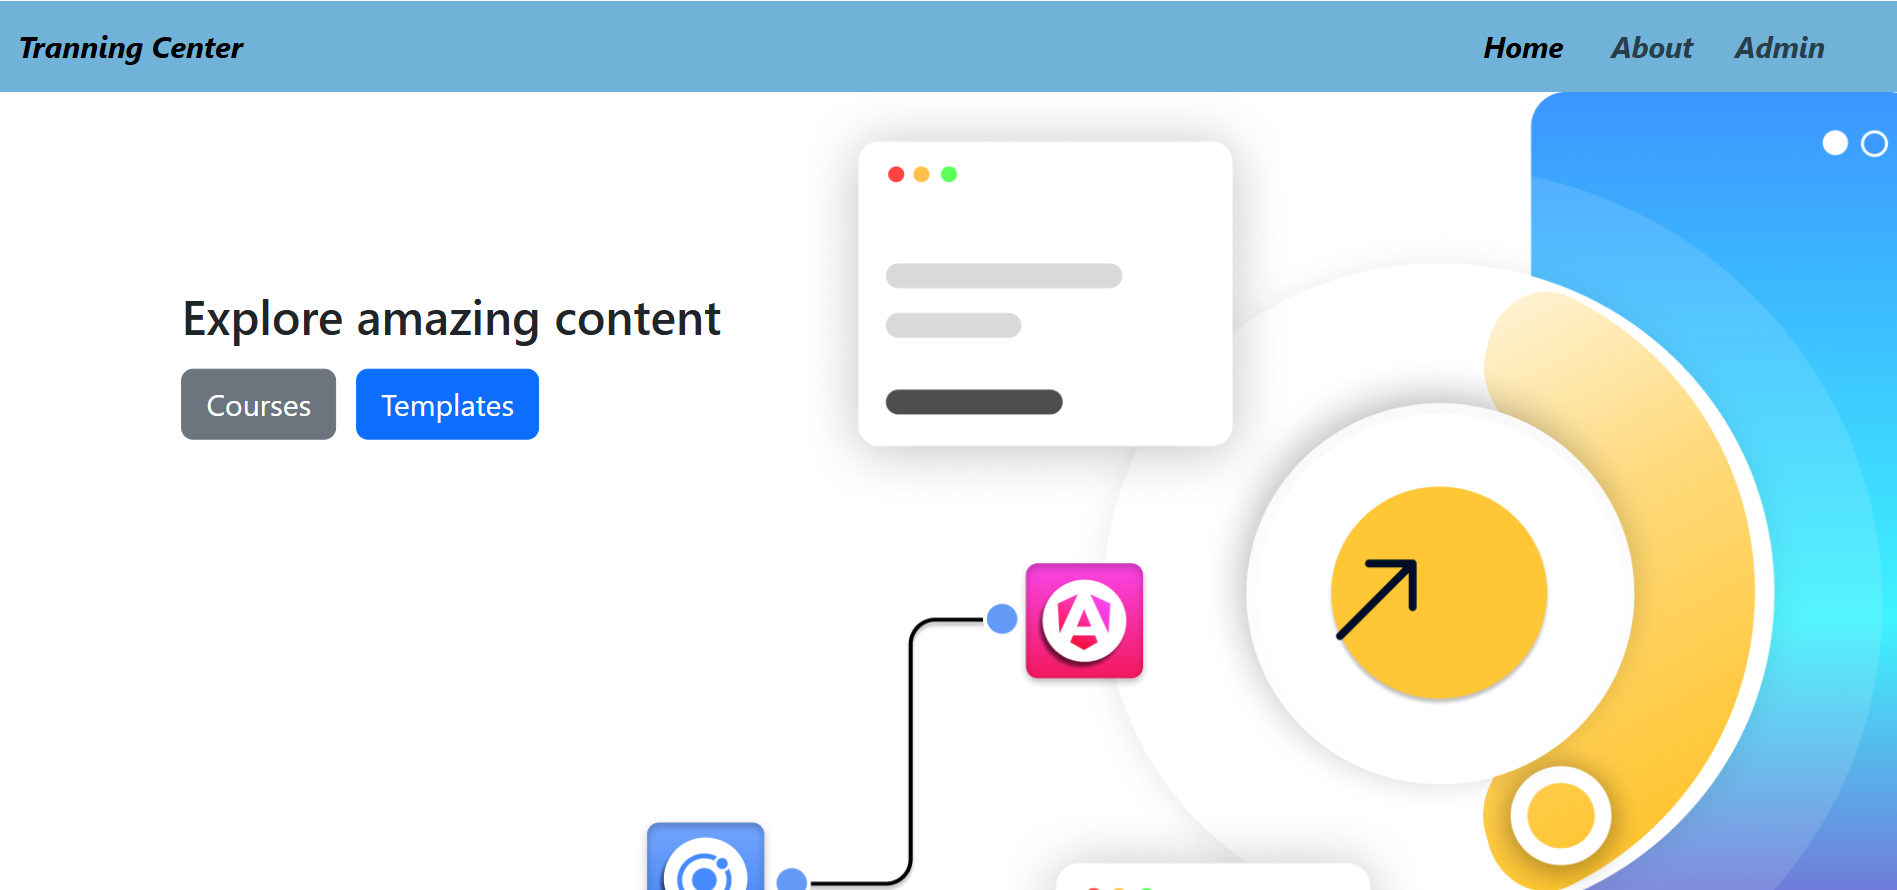 Tranning Center
Home About Admin
Explore amazing content
Courses Templates